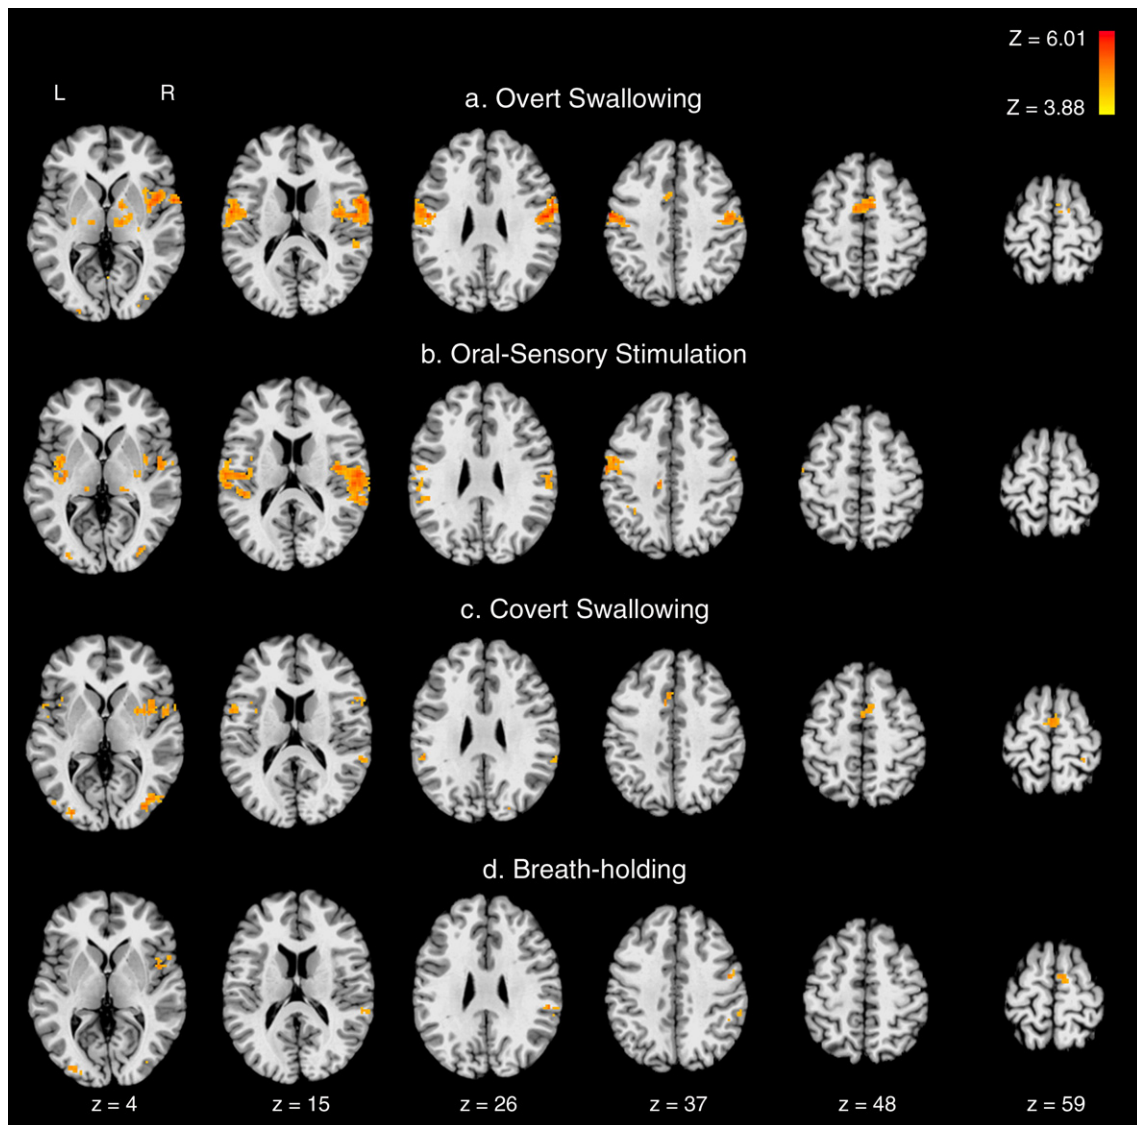 Z = 6.01
Z = 3.88
L R
a. Overt Swallowing
b. Oral-Sensory Stimulation
c. Covert Swallowing
d. Breath-holding
z = 4 z = 15 z = 26 z = 37 z = 48 z = 59